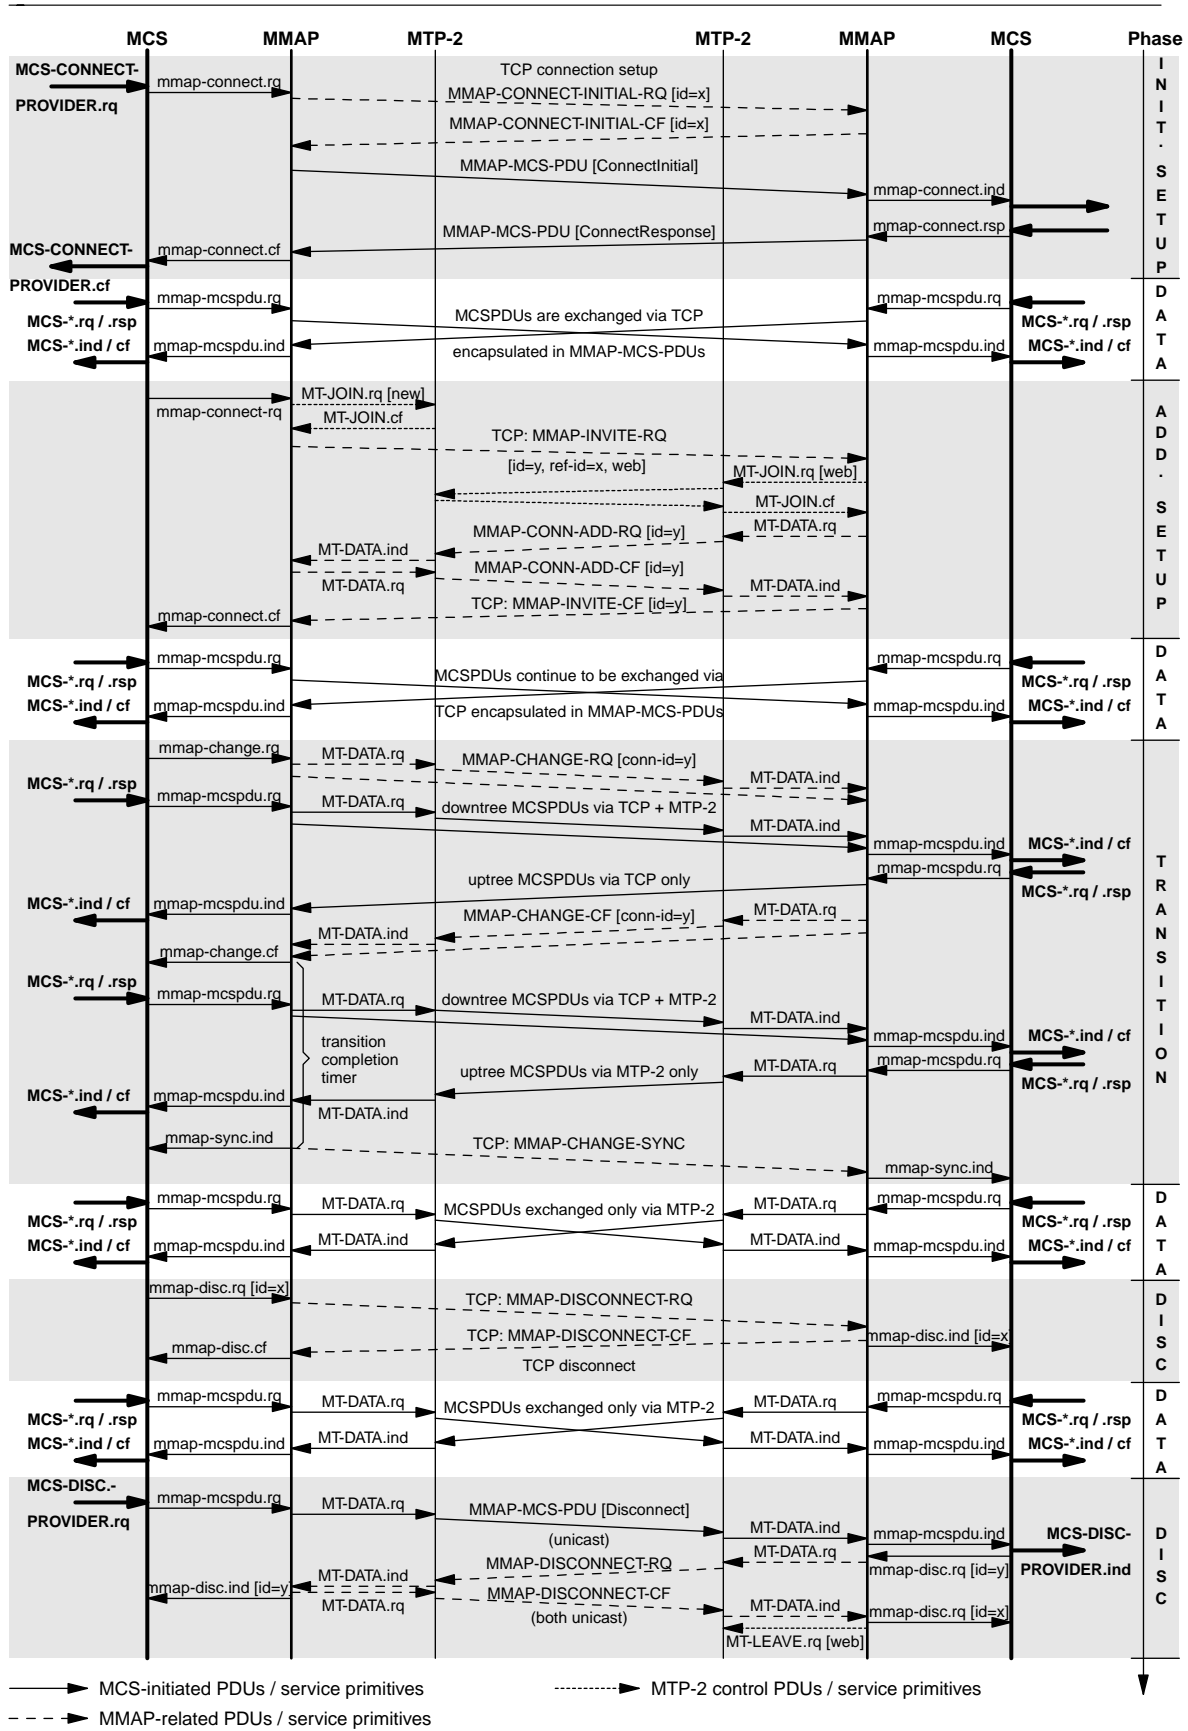 MCS MMAP MTP-2 MTP-2 MMAP MCS Phase
MCS-CONNECT-
PROVIDER.rq
mmap-connect.rq
TCP connection setup
MMAP-CONNECT-INITIAL-RQ [id=x]
MMAP-CONNECT-INITIAL-CF [id=x]
MMAP-MCS-PDU [ConnectInitial]
mmap-connect.ind
mmap-connect.rsp
MMAP-MCS-PDU [ConnectResponse]
mmap-connect.cf
MCS-CONNECT-
PROVIDER.cf
INIT. SETUP
mmap-mcspdu.rq
mmap-mcspdu.rq
MCS-*.rq / .rsp
MCSPDUs are exchanged via TCP
MCS-*.rq / .rsp
MCS-*.ind / cf
mmap-mcspdu.ind
encapsulated in MMAP-MCS-PDUs
mmap-mcspdu.ind
MCS-*.ind / cf
DATA
MT-JOIN.rq [new]
mmap-connect-rq
MT-JOIN.cf
TCP: MMAP-INVITE-RQ
[id=y, ref-id=x, web]
MT-JOIN.rq [web]
MT-JOIN.cf
MMAP-CONN-ADD-RQ [id=y]
MT-DATA.rq
MT-DATA.ind
MMAP-CONN-ADD-CF [id=y]
MT-DATA.rq
MT-DATA.ind
TCP: MMAP-INVITE-CF [id=y]
mmap-connect.cf
ADD. SETUP
mmap-mcspdu.rq
mmap-mcspdu.rq
MCS-*.rq / .rsp
MCSPDUs continue to be exchanged via
MCS-*.rq / .rsp
MCS-*.ind / cf
mmap-mcspdu.ind
TCP encapsulated in MMAP-MCS-PDUs
mmap-mcspdu.ind
MCS-*.ind / cf
DATA
mmap-change.rq
MT-DATA.rq
MMAP-CHANGE-RQ [conn-id=y]
MT-DATA.ind
MCS-*.rq / .rsp
mmap-mcspdu.rq
MT-DATA.rq
downtree MCSPDUs via TCP + MTP-2
MT-DATA.ind
mmap-mcspdu.ind
MCS-*.ind / cf
mmap-mcspdu.rq
uptree MCSPDUs via TCP only
MCS-*.rq / .rsp
MCS-*.ind / cf
mmap-mcspdu.ind
MMAP-CHANGE-CF [conn-id=y]
MT-DATA.rq
MT-DATA.ind
mmap-change.cf
MCS-*.rq / .rsp
mmap-mcspdu.rq
MT-DATA.rq
downtree MCSPDUs via TCP + MTP-2
MT-DATA.ind
mmap-mcspdu.ind
MCS-*.ind / cf
transition
completion
timer
mmap-mcspdu.rq
MT-DATA.rq
uptree MCSPDUs via MTP-2 only
MCS-*.rq / .rsp
MCS-*.ind / cf
mmap-mcspdu.ind
MT-DATA.ind
mmap-sync.ind
TCP: MMAP-CHANGE-SYNC
mmap-sync.ind
TRANSITION
mmap-mcspdu.rq
MT-DATA.rq
MCSPDUs exchanged only via MTP-2
MT-DATA.rq
mmap-mcspdu.rq
MCS-*.rq / .rsp
MCS-*.rq / .rsp
MCS-*.ind / cf
mmap-mcspdu.ind
MT-DATA.ind
MT-DATA.ind
mmap-mcspdu.ind
MCS-*.ind / cf
DATA
mmap-disc.rq [id=x]
TCP: MMAP-DISCONNECT-RQ
TCP: MMAP-DISCONNECT-CF
mmap-disc.ind [id=x]
mmap-disc.cf
TCP disconnect
DISC
mmap-mcspdu.rq
MT-DATA.rq
MCSPDUs exchanged only via MTP-2
MT-DATA.rq
mmap-mcspdu.rq
MCS-*.rq / .rsp
MCS-*.rq / .rsp
MCS-*.ind / cf
mmap-mcspdu.ind
MT-DATA.ind
MT-DATA.ind
mmap-mcspdu.ind
MCS-*.ind / cf
DATA
MCS-DISC.-
PROVIDER.rq
mmap-mcspdu.rq
MT-DATA.rq
MMAP-MCS-PDU [Disconnect]
(unicast)
MT-DATA.ind
mmap-mcspdu.ind
MCS-DISC-
PROVIDER.ind
MT-DATA.rq
MMAP-DISCONNECT-RQ
mmap-disc.rq [id=y]
MT-DATA.ind
mmap-disc.ind [id=y]
MMAP-DISCONNECT-CF
MT-DATA.rq
(both unicast)
MT-DATA.ind
mmap-disc.rq [id=x]
MT-LEAVE.rq [web]
DISC
MCS-initiated PDUs / service primitives
MTP-2 control PDUs / service primitives
MMAP-related PDUs / service primitives